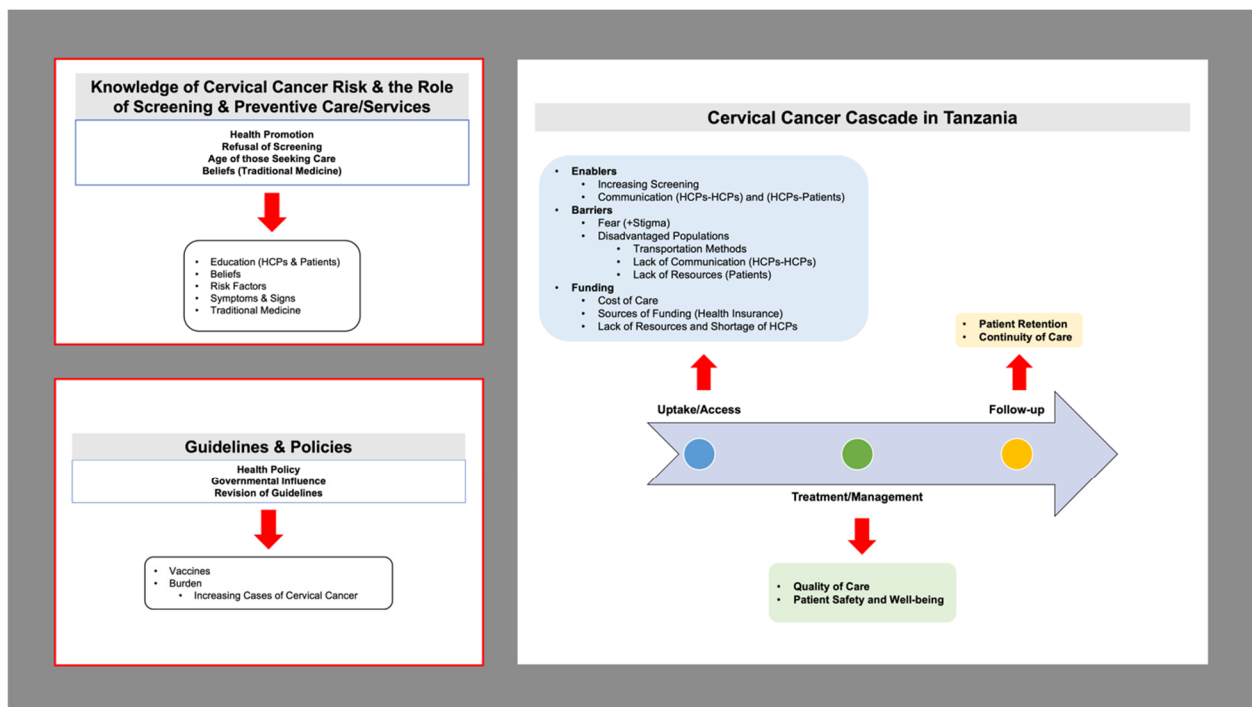 Knowledge of Cervical Cancer Risk & the Role
of Screening & Preventive Care/Services
Health Promotion
Refusal of Screening
Age of those Seeking Care
Beliefs (Traditional Medicine)
• Education (HCPs & Patients)
• Beliefs
• Risk Factors
• Symptoms & Signs
• Traditional Medicine
Guidelines & Policies
Health Policy
Governmental Influence
Revision of Guidelines
• Vaccines
• Burden
• Increasing Cases of Cervical Cancer
Cervical Cancer Cascade in Tanzania
• Enablers
• Increasing Screening
• Communication (HCPs-HCPs) and (HCPs-Patients)
• Barriers
• Fear (+Stigma)
• Disadvantaged Populations
• Transportation Methods
• Lack of Communication (HCPs-HCPs)
• Lack of Resources (Patients)
• Funding
• Cost of Care
• Sources of Funding (Health Insurance)
• Lack of Resources and Shortage of HCPs
Uptake/Access
Treatment/Management
• Quality of Care
• Patient Safety and Well-being
• Patient Retention
• Continuity of Care
Follow-up